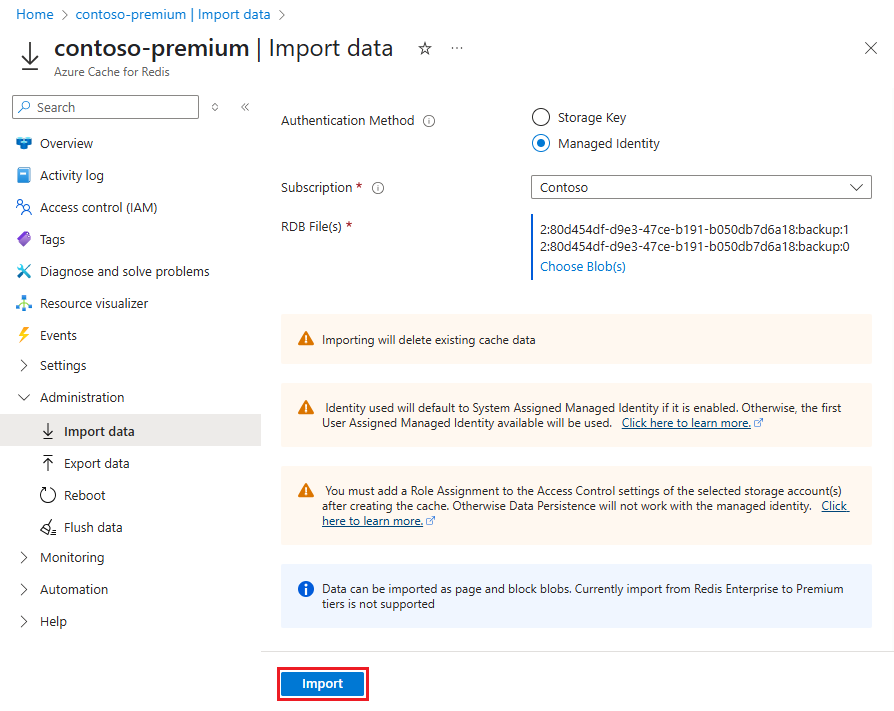 Home > contoso-premium | Import data >
contoso-premium | Import data
Azure Cache for Redis
Search
Overview
Activity log
Access control (IAM)
Tags
Diagnose and solve problems
Resource visualizer
Events
Settings
Administration
Import data
Export data
Reboot
Flush data
Monitoring
Automation
Help
Authentication Method
Storage Key
Managed Identity
Subscription *
Contoso
RDB File(s) *
2:80d454df-d9e3-47ce-b191-b050db7d6a18:backup:1
2:80d454df-d9e3-47ce-b191-b050db7d6a18:backup:0
Choose Blob(s)
Importing will delete existing cache data
Identity used will default to System Assigned Managed Identity if it is enabled. Otherwise, the first
User Assigned Managed Identity available will be used. Click here to learn more.
You must add a Role Assignment to the Access Control settings of the selected storage account(s)
after creating the cache. Otherwise Data Persistence will not work with the managed identity. Click
here to learn more.
Data can be imported as page and block blobs. Currently import from Redis Enterprise to Premium
tiers is not supported
Import